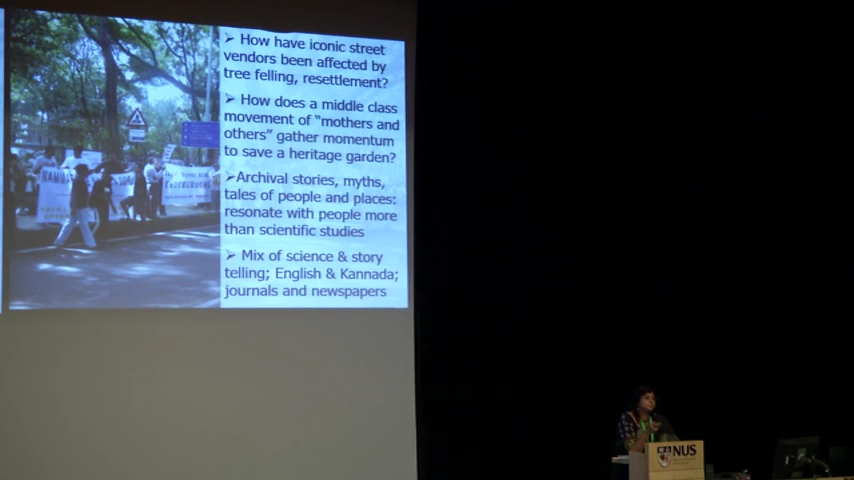 ➤ How have iconic street
vendors been affected by
tree felling, resettlement?
➤ How does a middle class
movement of "mothers and
others" gather momentum
to save a heritage garden?
➤Archival stories, myths,
tales of people and places:
resonate with people more
than scientific studies
➤ Mix of science & story
telling; English & Kannada;
journals and newspapers
NUS